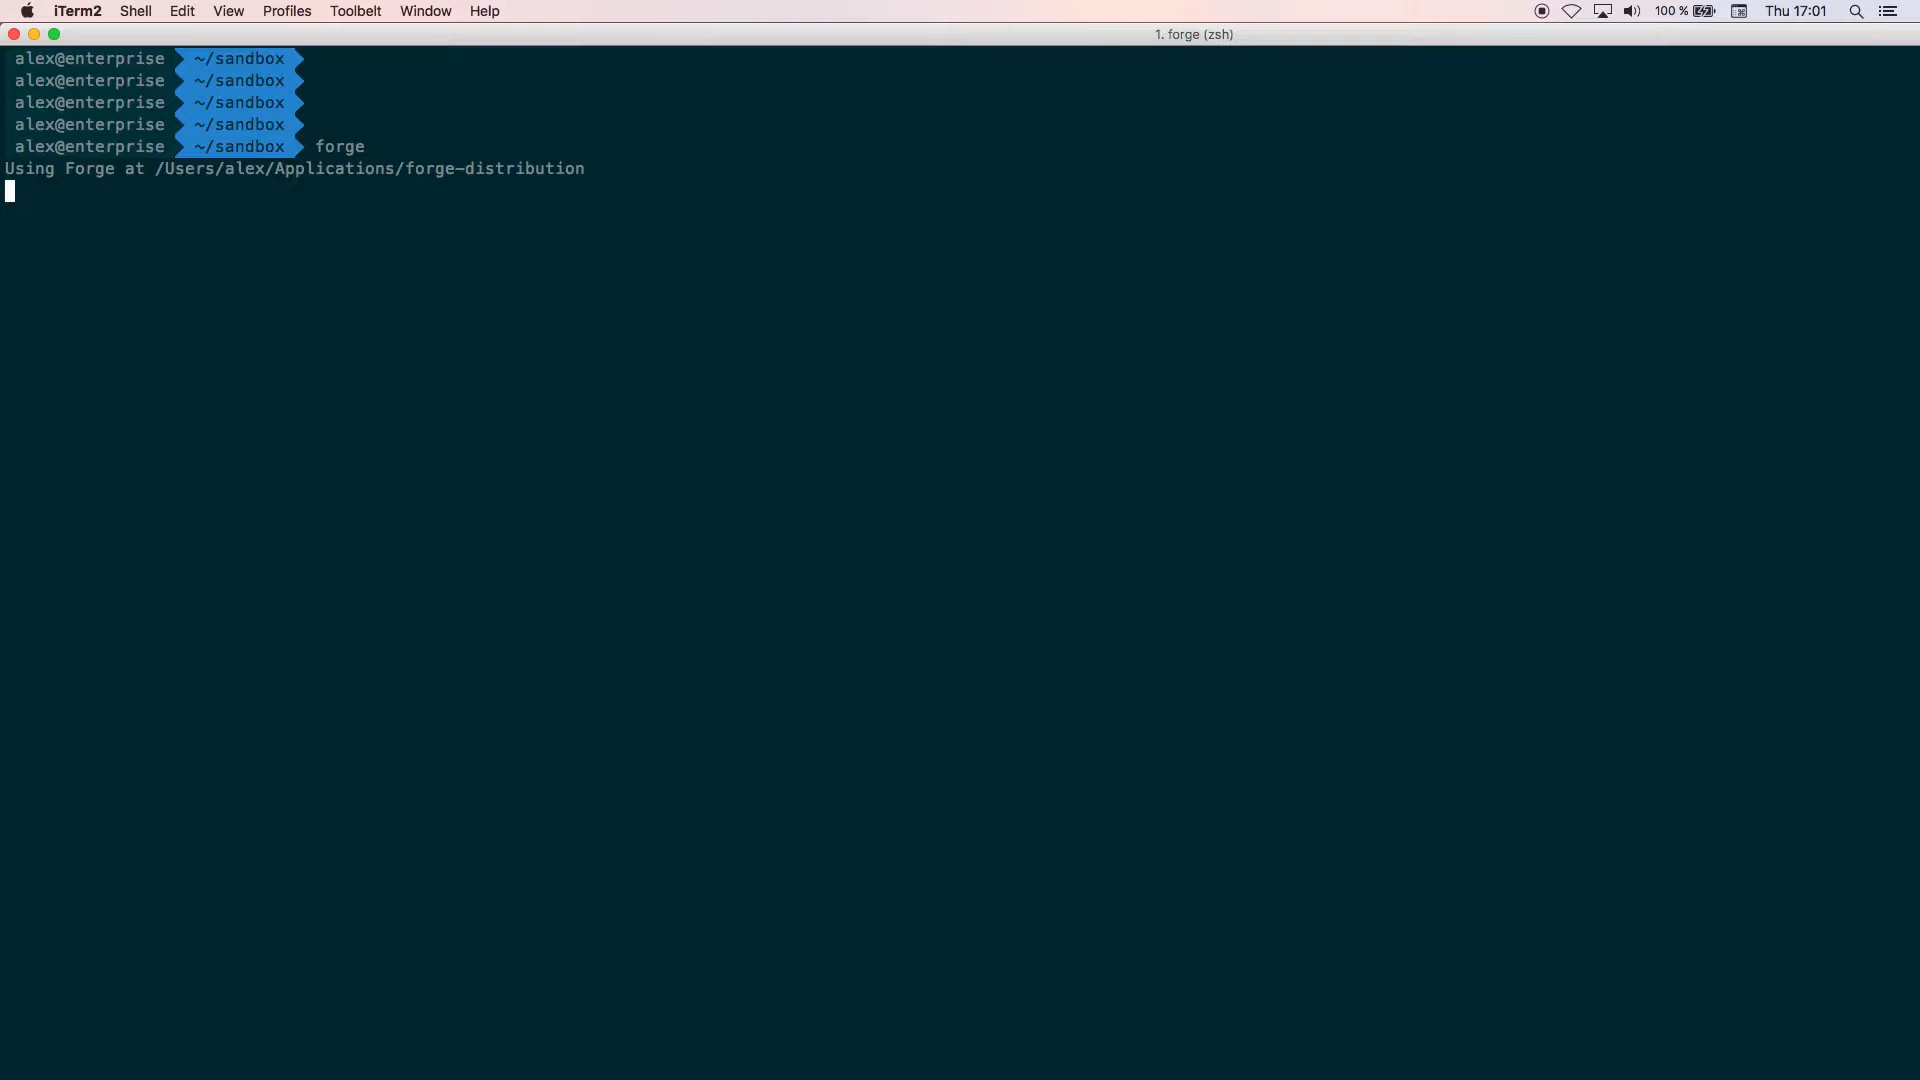 iTerm2 Shell Edit View Profiles Toolbelt Window Help 100 % Thu 17:01
1. forge (zsh)
alex@enterprise ~/sandbox
alex@enterprise ~/sandbox
alex@enterprise ~/sandbox
alex@enterprise ~/sandbox
alex@enterprise ~/sandbox forge
Using Forge at /Users/alex/Applications/forge-distribution